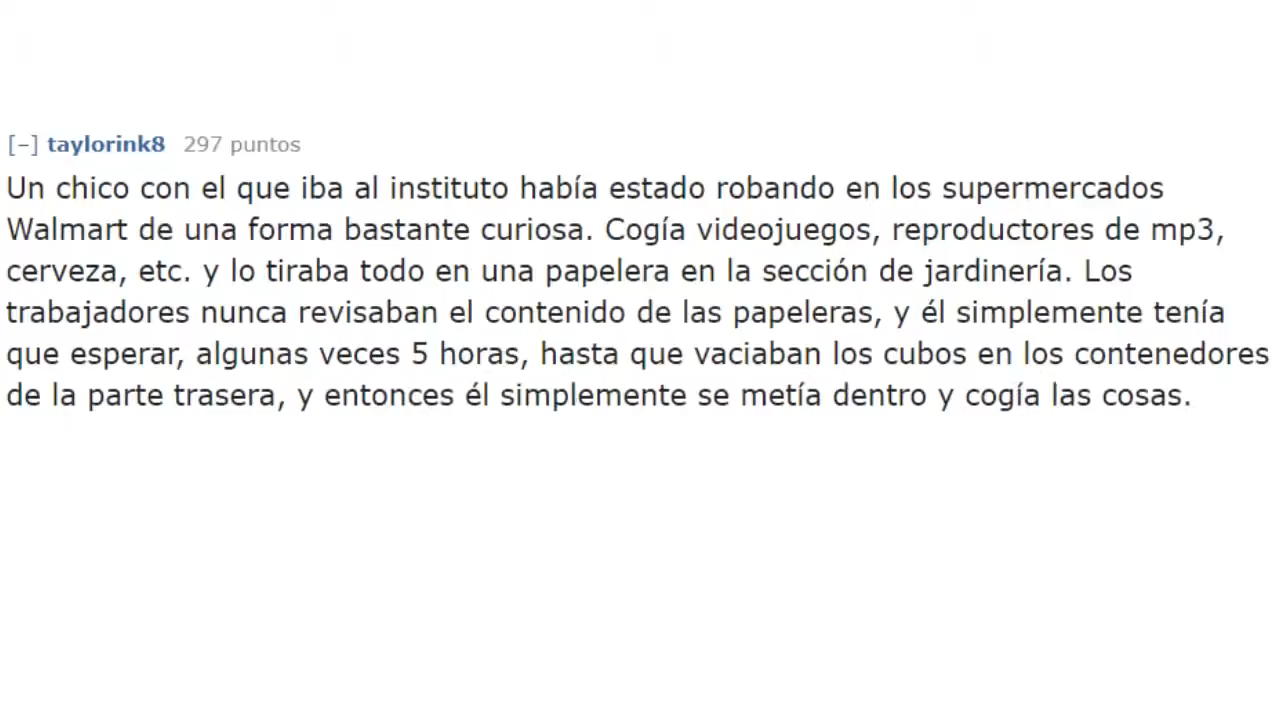 [–] taylorink8 297 puntos
Un chico con el que iba al instituto había estado robando en los supermercados
Walmart de una forma bastante curiosa. Cogía videojuegos, reproductores de mp3,
cerveza, etc. y lo tiraba todo en una papelera en la sección de jardinería. Los
trabajadores nunca revisaban el contenido de las papeleras, y él simplemente tenía
que esperar, algunas veces 5 horas, hasta que vaciaban los cubos en los contenedores
de la parte trasera, y entonces él simplemente se metía dentro y cogía las cosas.